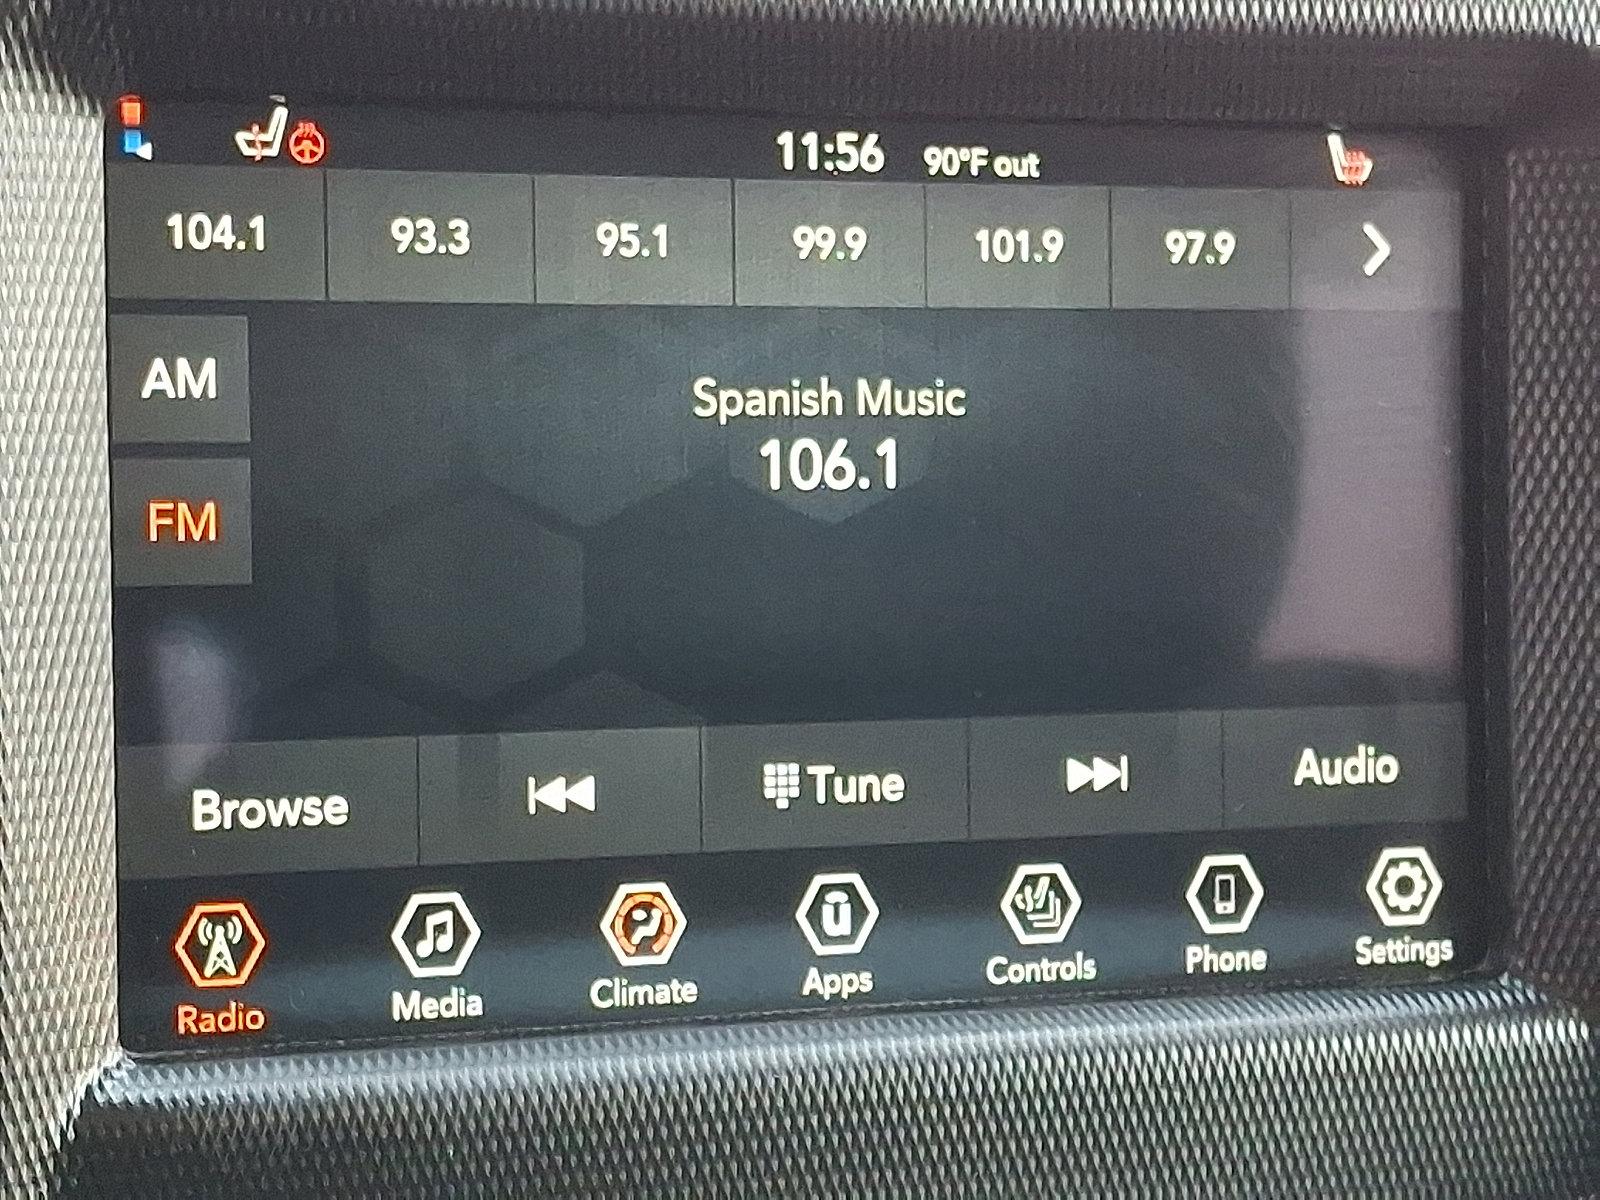 11:56 90°F out
104.1 93.3 95.1 99.9 101.9 97.9
AM
Spanish Music
106.1
FM
Browse Tune Audio
ū
Radio Media Climate Apps Controls Phone Settings